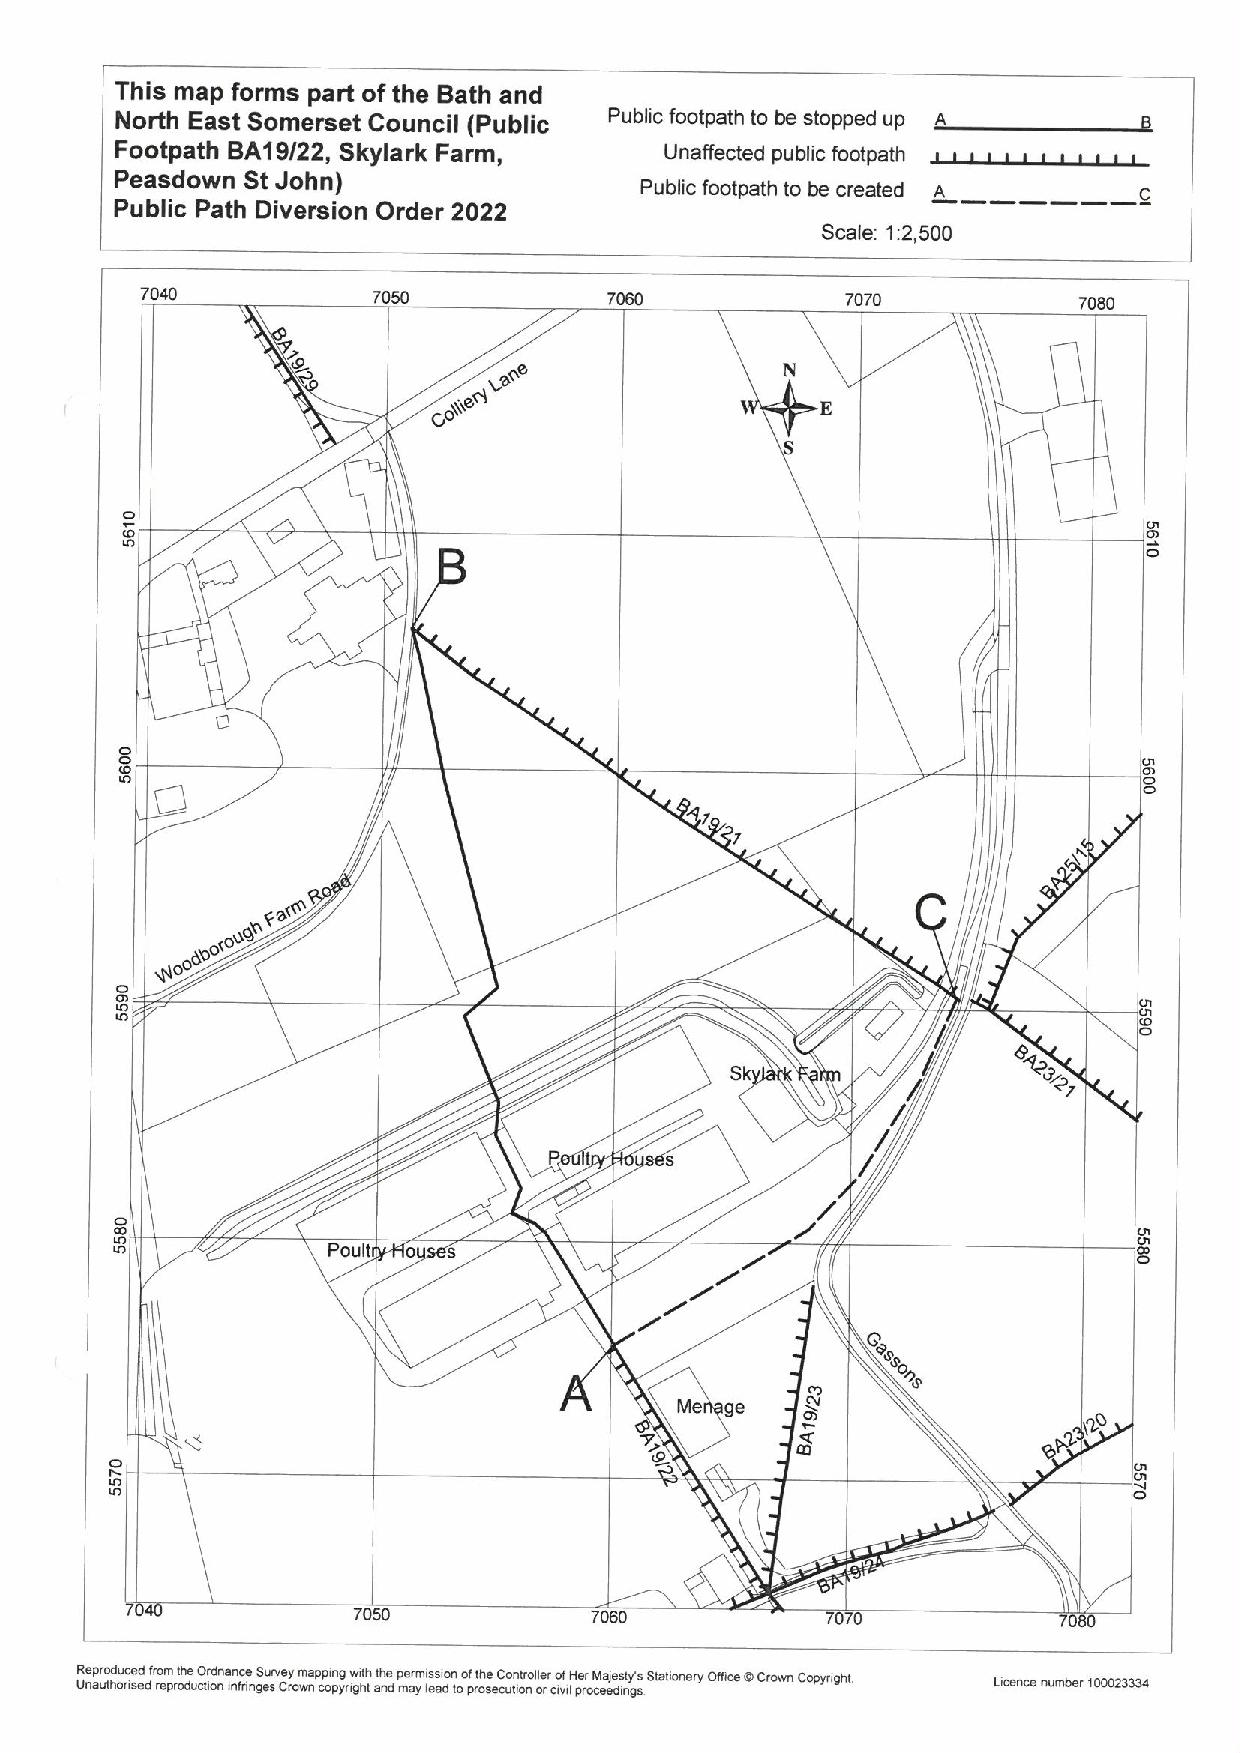 This map forms part of the Bath and
North East Somerset Council (Public
Footpath BA19/22, Skylark Farm,
Peasdown St John)
Public Path Diversion Order 2022
Public footpath to be stopped up A B
Unaffected public footpath
Public footpath to be created A C
Scale: 1:2,500
7040 7050 7060 7070 7080
BA19/29
Colliery Lane
N
W E
S
5610 5610
B
5600 5600
BA19/21
BA25/15
C
Woodborough Farm Road
5590 5590
BA23/21
Skylark Farm
Poultry Houses
5580 5580
Poultry Houses
Gassons
A
Menage
BA19/23
BA19/22
BA23/20
5570 5570
BA19/24
7040 7050 7060 7070 7080
Reproduced from the Ordnance Survey mapping with the permission of the Controller of Her Majesty's Stationery Office © Crown Copyright.
Unauthorised reproduction infringes Crown copyright and may lead to prosecution or civil proceedings.
Licence number 100023334